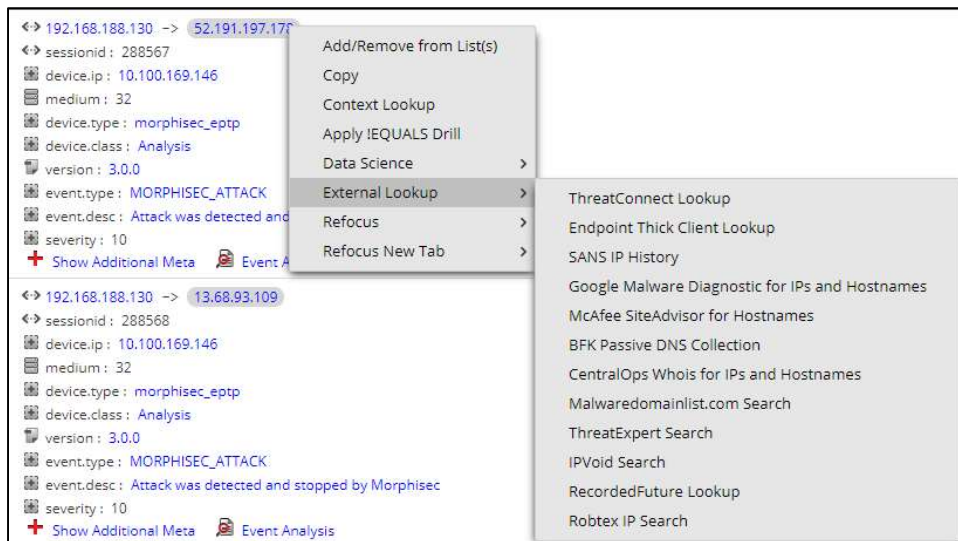 192.168.188.130 -> 52.191.197.178
sessionid : 288567
device.ip : 10.100.169.146
medium : 32
device.type : morphisec_eptp
device.class : Analysis
version : 3.0.0
event.type : MORPHISEC_ATTACK
event.desc : Attack was detected and
severity : 10
Show Additional Meta Event A
Add/Remove from List(s)
Copy
Context Lookup
Apply !EQUALS Drill
Data Science
External Lookup
Refocus
Refocus New Tab
ThreatConnect Lookup
Endpoint Thick Client Lookup
SANS IP History
Google Malware Diagnostic for IPs and Hostnames
McAfee SiteAdvisor for Hostnames
BFK Passive DNS Collection
CentralOps Whois for IPs and Hostnames
Malwaredomainlist.com Search
ThreatExpert Search
IPVoid Search
RecordedFuture Lookup
Robtex IP Search
192.168.188.130 -> 13.68.93.109
sessionid : 288568
device.ip : 10.100.169.146
medium : 32
device.type : morphisec_eptp
device.class : Analysis
version : 3.0.0
event.type : MORPHISEC_ATTACK
event.desc : Attack was detected and stopped by Morphisec
severity : 10
Show Additional Meta Event Analysis